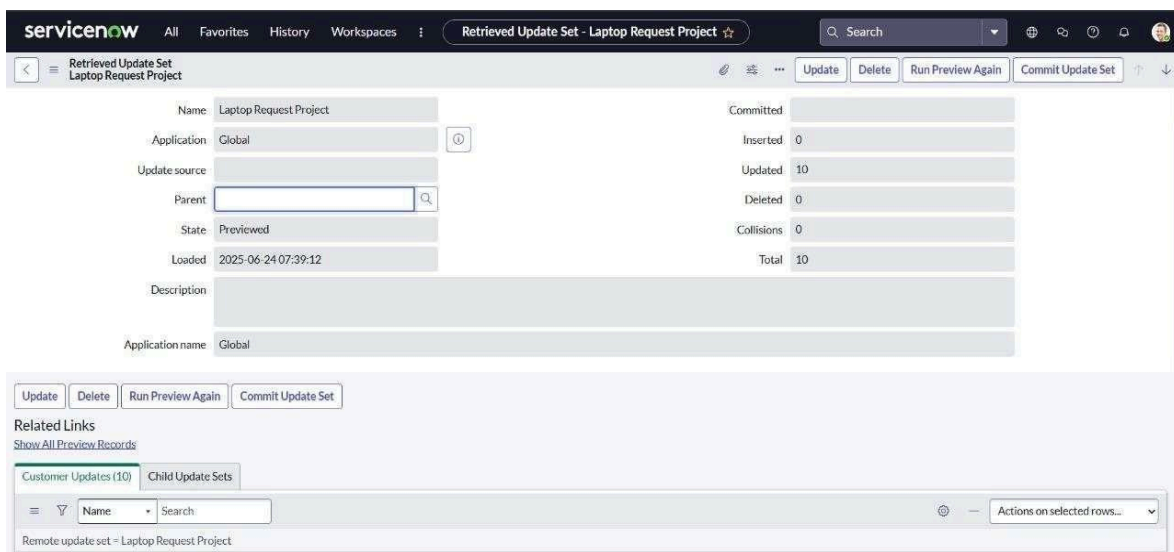 servicenow All Favorites History Workspaces Retrieved Update Set - Laptop Request Project Search
Retrieved Update Set
Laptop Request Project
Update Delete Run Preview Again Commit Update Set
Name Laptop Request Project Committed
Application Global Inserted 0
Update source Updated 10
Parent Deleted 0
State Previewed Collisions 0
Loaded 2025-06-24 07:39:12 Total 10
Description
Application name Global
Update Delete Run Preview Again Commit Update Set
Related Links
Show All Preview Records
Customer Updates (10) Child Update Sets
Name Search Actions on selected rows...
Remote update set = Laptop Request Project